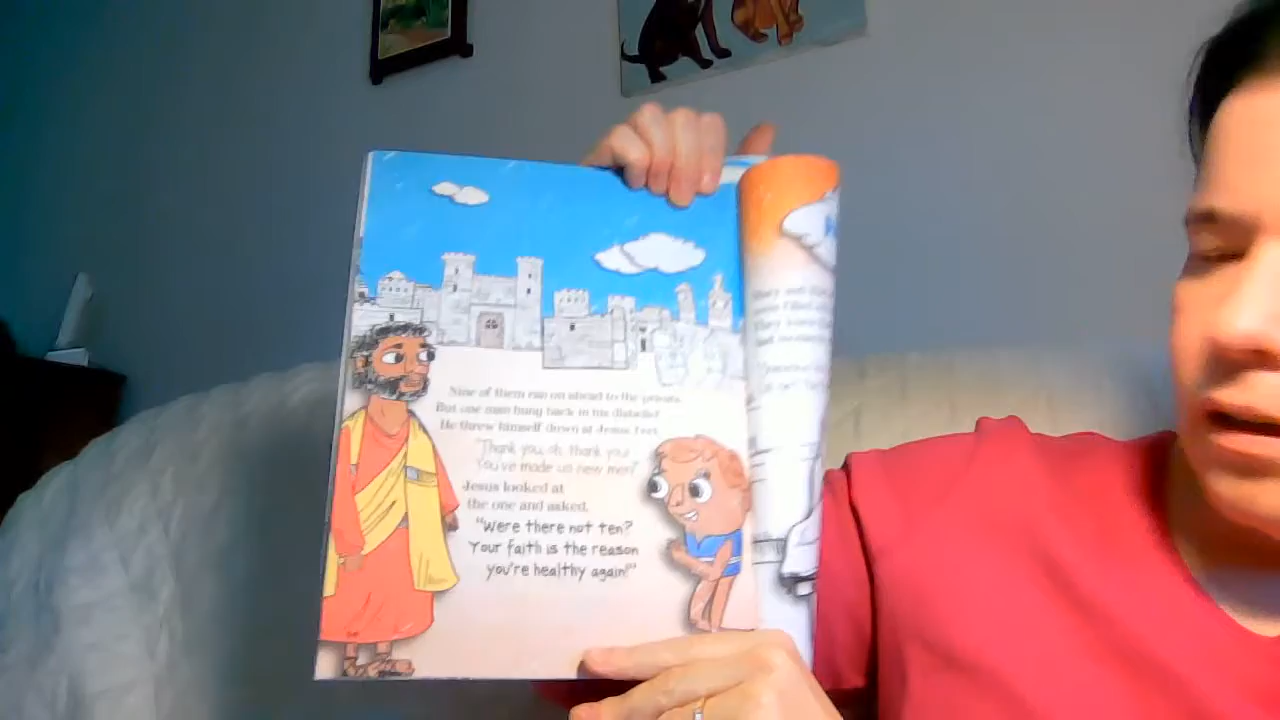 Nine of them ran on ahead to the priests.
But one man hung back in his disbelief.
He threw himself down at Jesus' feet.
"Thank you, oh, thank you!
You've made us new men!"
Jesus looked at
the one and asked,
"Were there not ten?
Your faith is the reason
you're healthy again!"